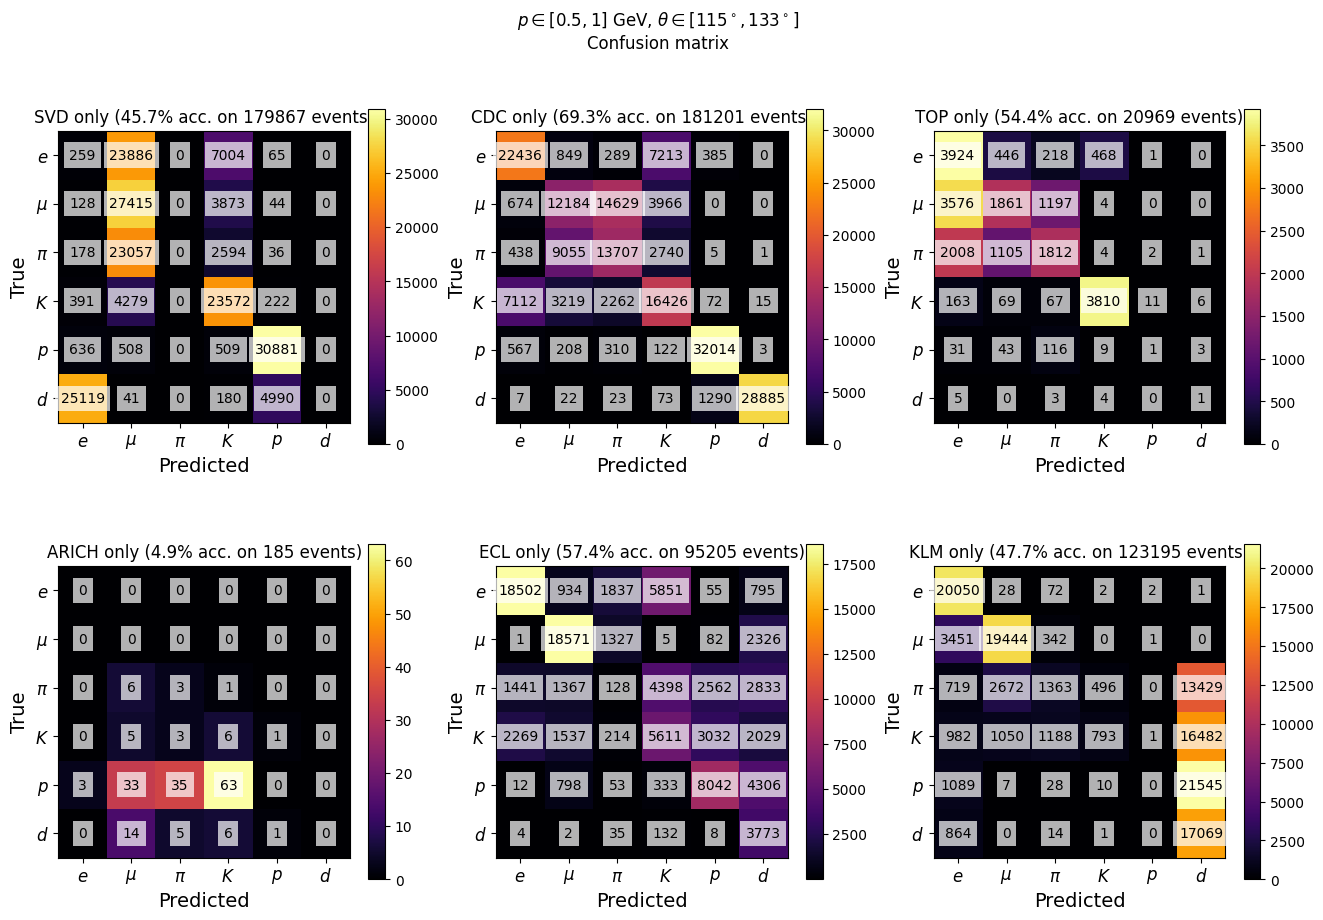 p ∈ [0.5, 1] GeV, θ ∈ [115°, 133°]
Confusion matrix
SVD only (45.7% acc. on 179867 events
True
e 259 23886 0 7004 65 0
μ 128 27415 0 3873 44 0
π 178 23057 0 2594 36 0
K 391 4279 0 23572 222 0
p 636 508 0 509 30881 0
d 25119 41 0 180 4990 0
e μ π K p d
Predicted
30000
25000
20000
15000
10000
5000
0
CDC only (69.3% acc. on 181201 events
True
e 22436 849 289 7213 385 0
μ 674 12184 14629 3966 0 0
π 438 9055 13707 2740 5 1
K 7112 3219 2262 16426 72 15
p 567 208 310 122 32014 3
d 7 22 23 73 1290 28885
e μ π K p d
Predicted
30000
25000
20000
15000
10000
5000
0
TOP only (54.4% acc. on 20969 events)
True
e 3924 446 218 468 1 0
μ 3576 1861 1197 4 0 0
π 2008 1105 1812 4 2 1
K 163 69 67 3810 11 6
p 31 43 116 9 1 3
d 5 0 3 4 0 1
e μ π K p d
Predicted
3500
3000
2500
2000
1500
1000
500
0
ARICH only (4.9% acc. on 185 events)
True
e 0 0 0 0 0 0
μ 0 0 0 0 0 0
π 0 6 3 1 0 0
K 0 5 3 6 1 0
p 3 33 35 63 0 0
d 0 14 5 6 1 0
e μ π K p d
Predicted
60
50
40
30
20
10
0
ECL only (57.4% acc. on 95205 events)
True
e 18502 934 1837 5851 55 795
μ 1 18571 1327 5 82 2326
π 1441 1367 128 4398 2562 2833
K 2269 1537 214 5611 3032 2029
p 12 798 53 333 8042 4306
d 4 2 35 132 8 3773
e μ π K p d
Predicted
17500
15000
12500
10000
7500
5000
2500
KLM only (47.7% acc. on 123195 events
True
e 20050 28 72 2 2 1
μ 3451 19444 342 0 1 0
π 719 2672 1363 496 0 13429
K 982 1050 1188 793 1 16482
p 1089 7 28 10 0 21545
d 864 0 14 1 0 17069
e μ π K p d
Predicted
20000
17500
15000
12500
10000
7500
5000
2500
0